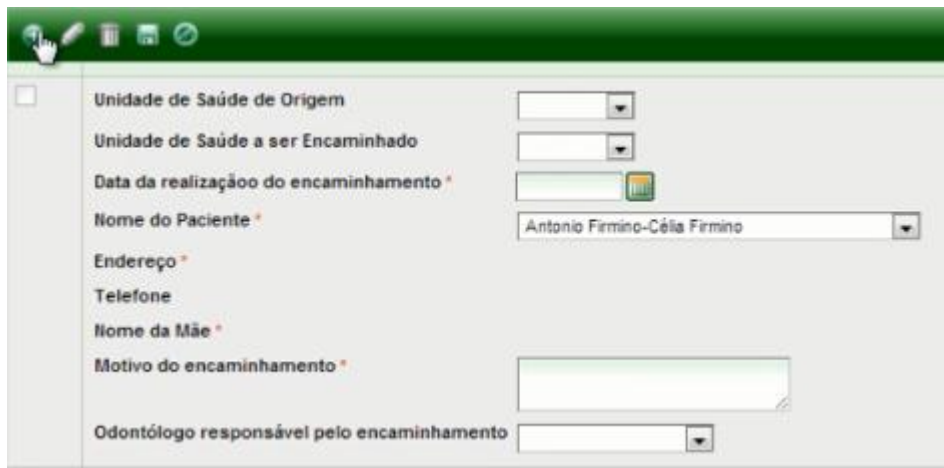 Unidade de Saúde de Origem
Unidade de Saúde a ser Encaminhado
Data da realizaçãoo do encaminhamento *
Nome do Paciente * Antonio Firmino-Célia Firmino
Endereço *
Telefone
Nome da Mãe *
Motivo do encaminhamento *
Odontólogo responsável pelo encaminhamento